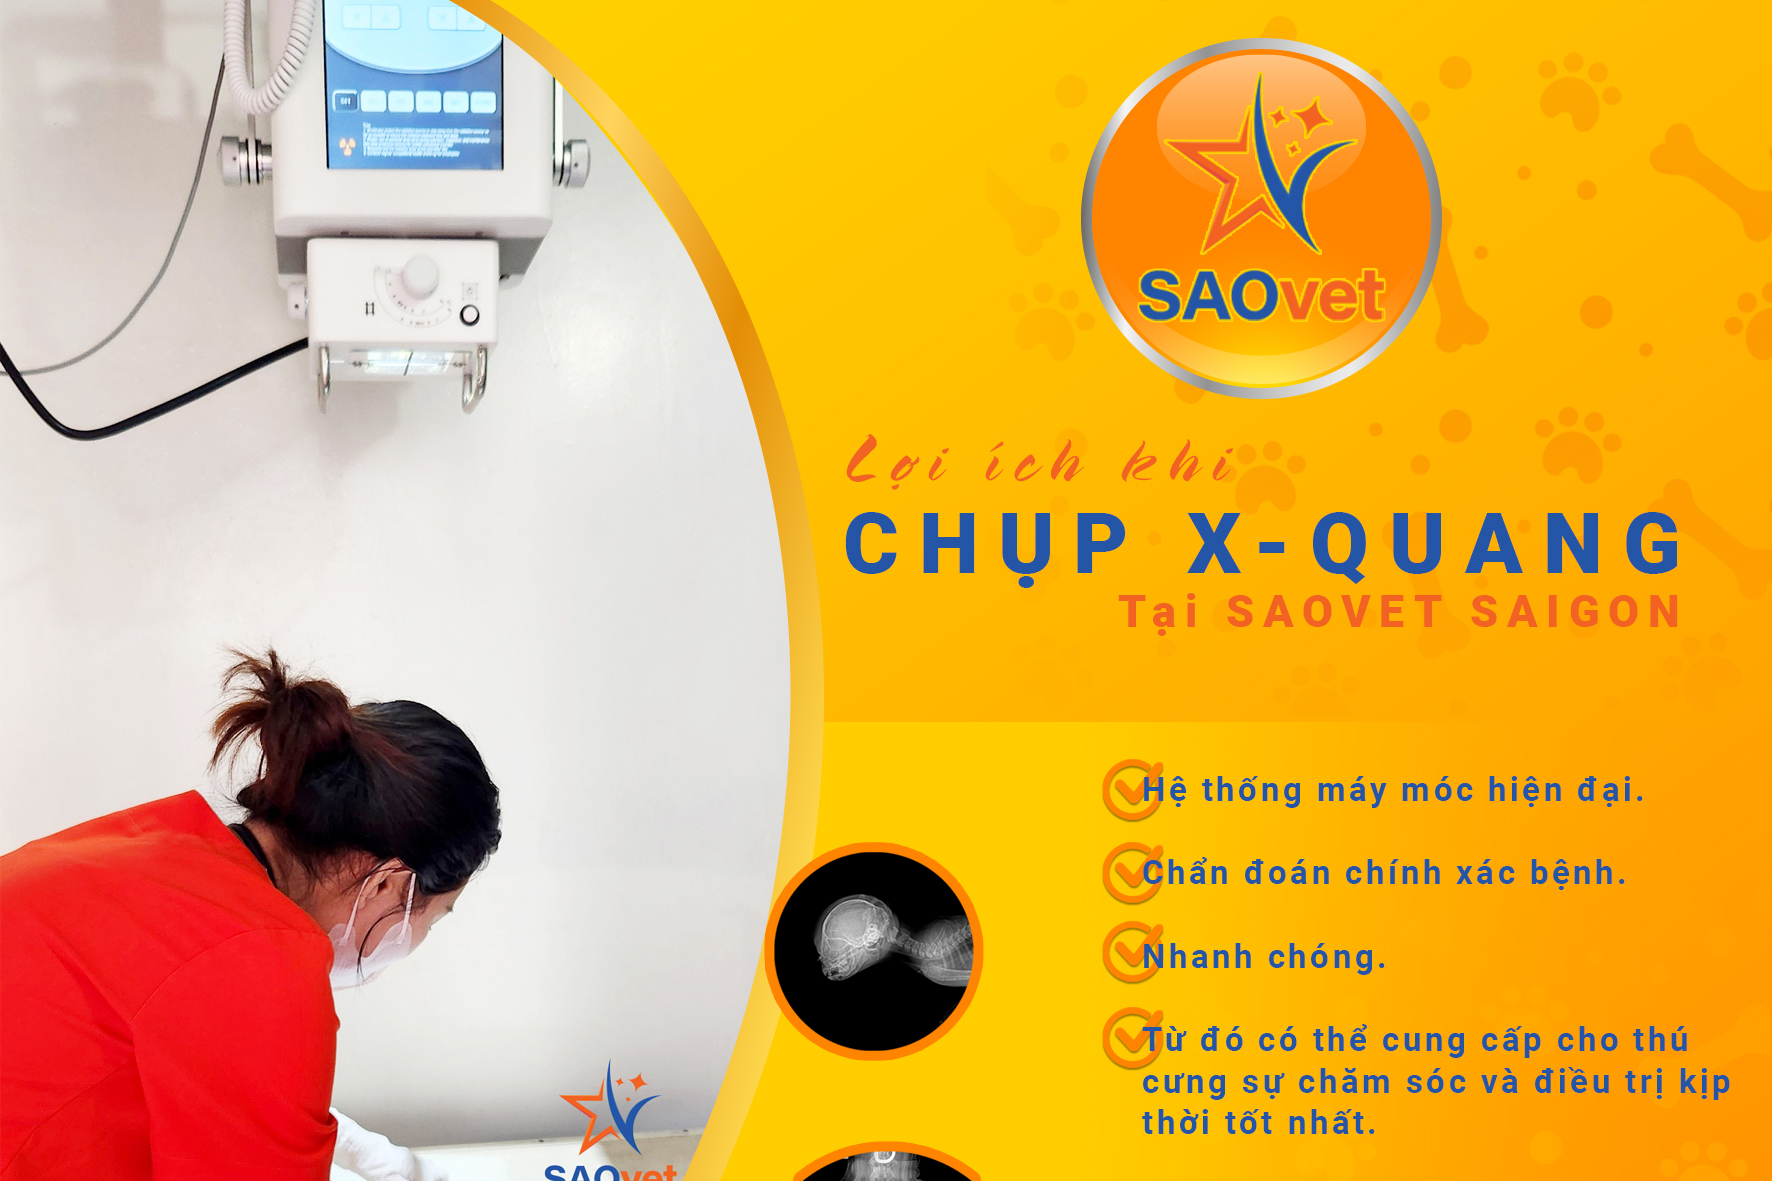 SAOvet
Lợi ích khi
CHỤP X-QUANG
Tại SAOVET SAIGON
Hệ thống máy móc hiện đại.
Chẩn đoán chính xác bệnh.
Nhanh chóng.
Từ đó có thể cung cấp cho thú
cưng sự chăm sóc và điều trị kịp
thời tốt nhất.
SAOvet